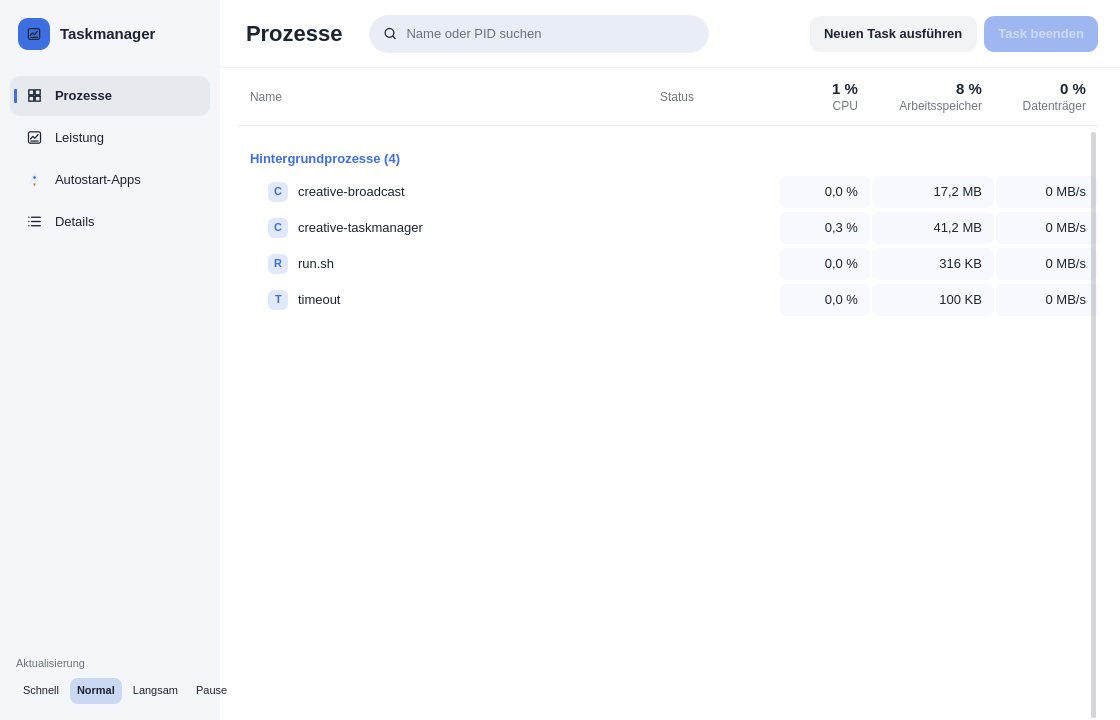 Taskmanager
Prozesse
Leistung
Autostart-Apps
Details
Aktualisierung
Schnell Normal Langsam Pause
Prozesse
Name oder PID suchen
Neuen Task ausführen
Task beenden
Name Status 1 % CPU 8 % Arbeitsspeicher 0 % Datenträger
Hintergrundprozesse (4)
C creative-broadcast 0,0 % 17,2 MB 0 MB/s
C creative-taskmanager 0,3 % 41,2 MB 0 MB/s
R run.sh 0,0 % 316 KB 0 MB/s
T timeout 0,0 % 100 KB 0 MB/s